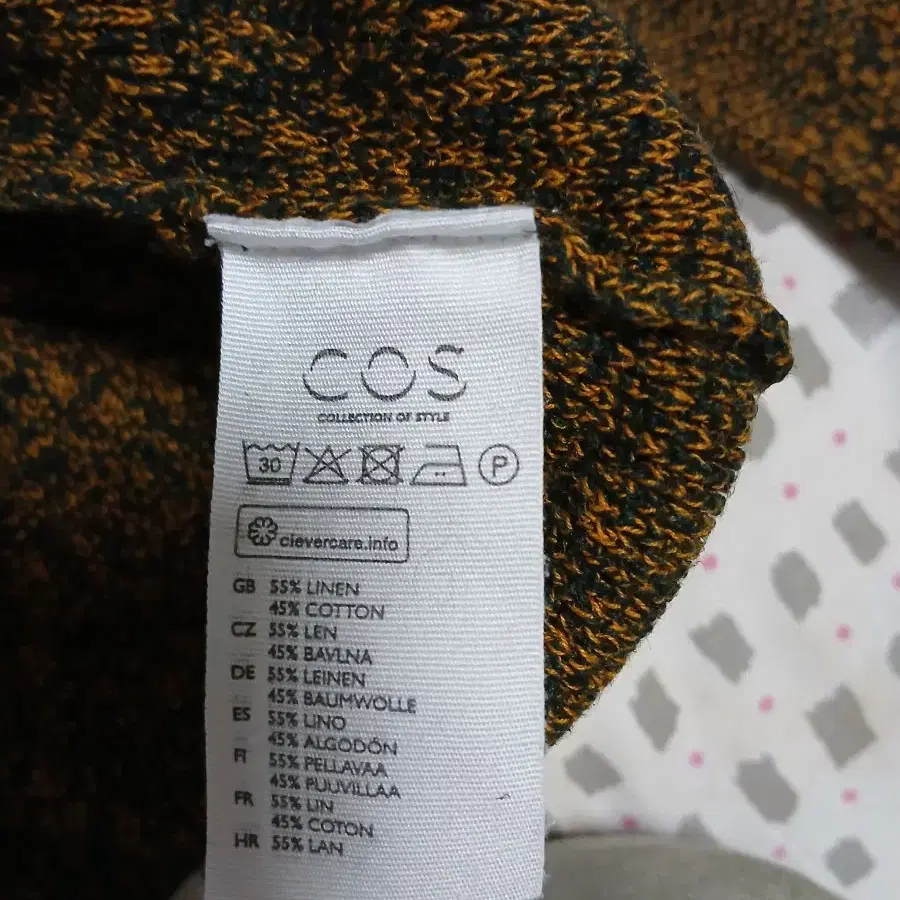 COS
COLLECTION OF STYLE
30 P
clevercare.info
GB 55% LINEN
45% COTTON
CZ 55% LEN
45% BAVLNA
DE 55% LEINEN
45% BAUMWOLLE
ES 55% LINO
45% ALGODÓN
FI 55% PELLAVAA
45% PUUVILLAA
FR 55% LIN
45% COTON
HR 55% LAN